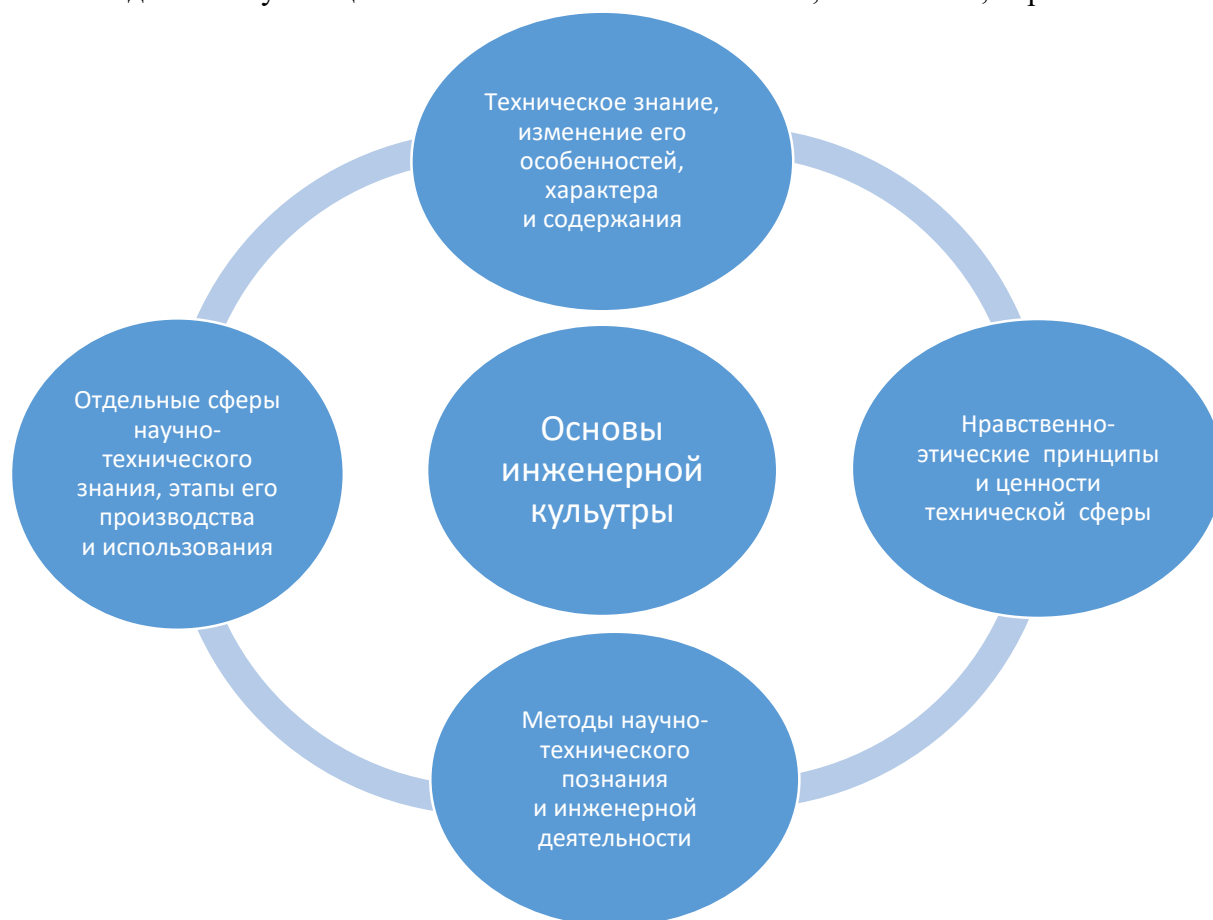 Техническое знание,
изменение его
особенностей,
характера
и содержания
Отдельные сферы
научно-
технического
знания, этапы его
производства
и использования
Основы
инженерной
кульутры
Нравственно-
этические принципы
и ценности
технической сферы
Методы научно-
технического
познания
и инженерной
деятельности